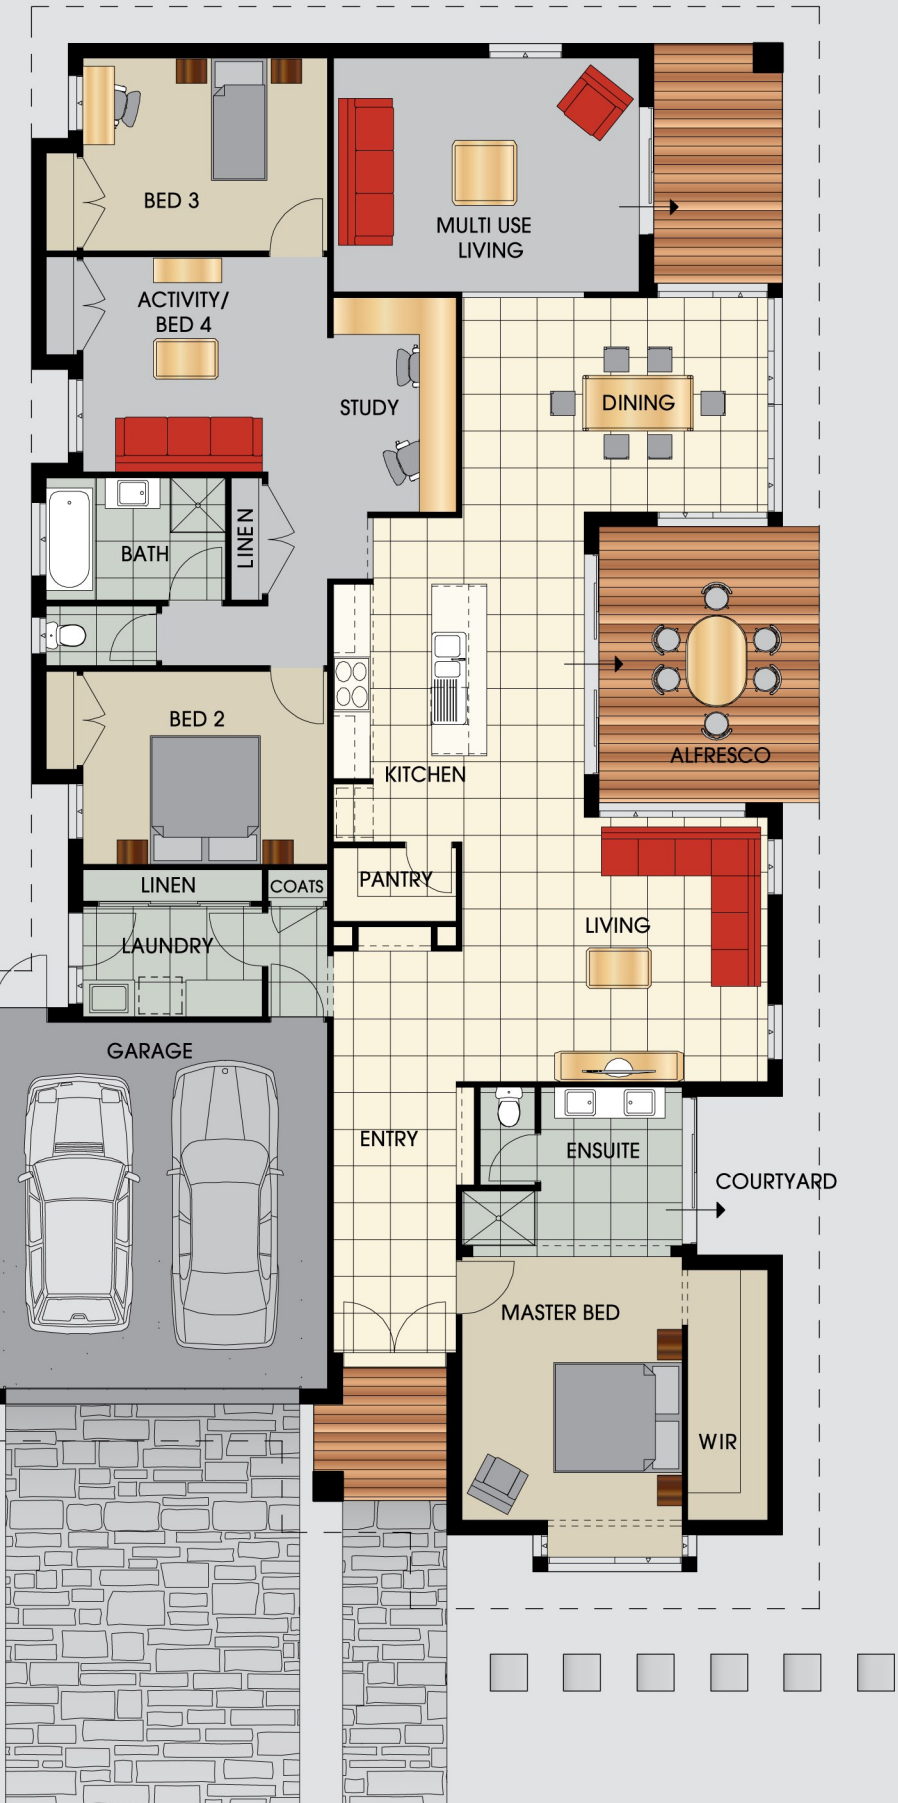 BED 3
MULTI USE
LIVING
ACTIVITY/
BED 4
STUDY
DINING
BATH
LINEN
BED 2
KITCHEN
ALFRESCO
LINEN
COATS
PANTRY
LAUNDRY
LIVING
GARAGE
ENTRY
ENSUITE
COURTYARD
MASTER BED
WIR